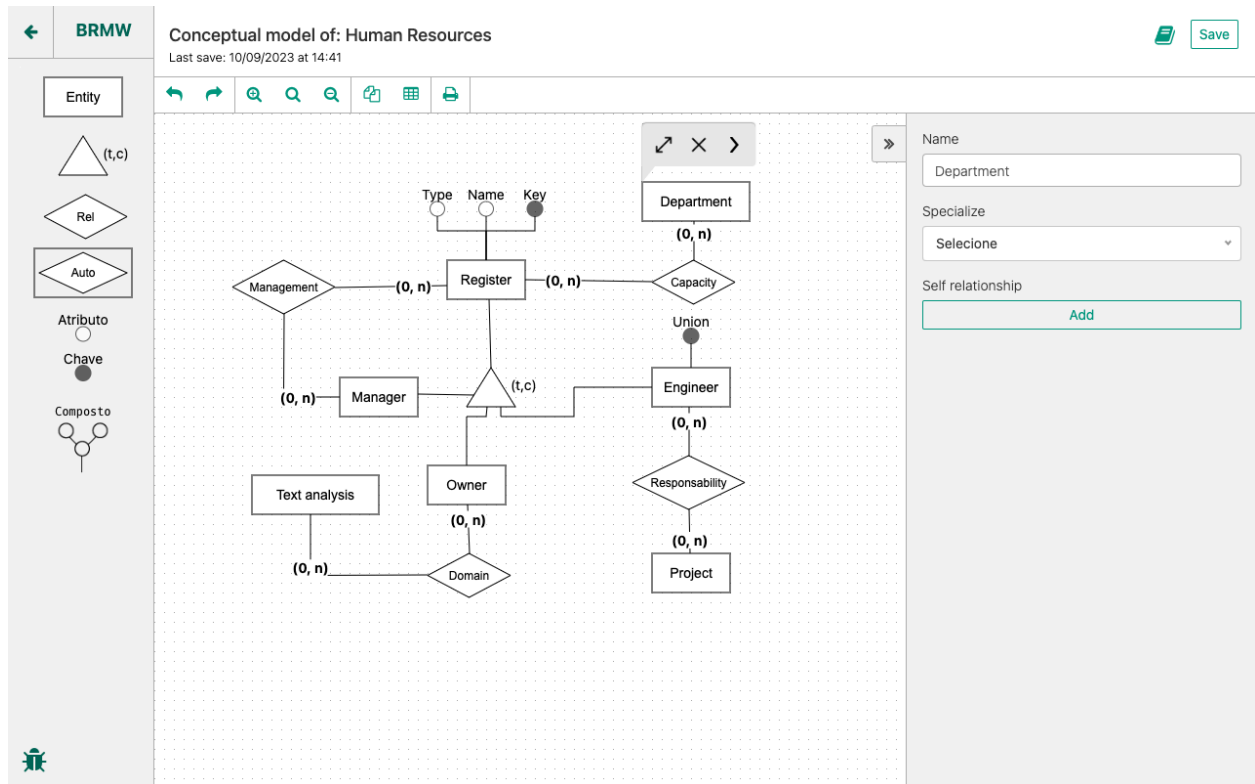 BRMW
Conceptual model of: Human Resources
Last save: 10/09/2023 at 14:41
Save
Entity
(t,c)
Rel
Auto
Atributo
Chave
Composto
Type Name Key
Department
(0, n)
Management
(0, n)
Register
(0, n)
Capacity
Union
(t,c)
Engineer
(0, n)
Manager
(0, n)
Responsability
Text analysis
Owner
(0, n)
(0, n)
(0, n)
Domain
Project
Name
Department
Specialize
Selecione
Self relationship
Add